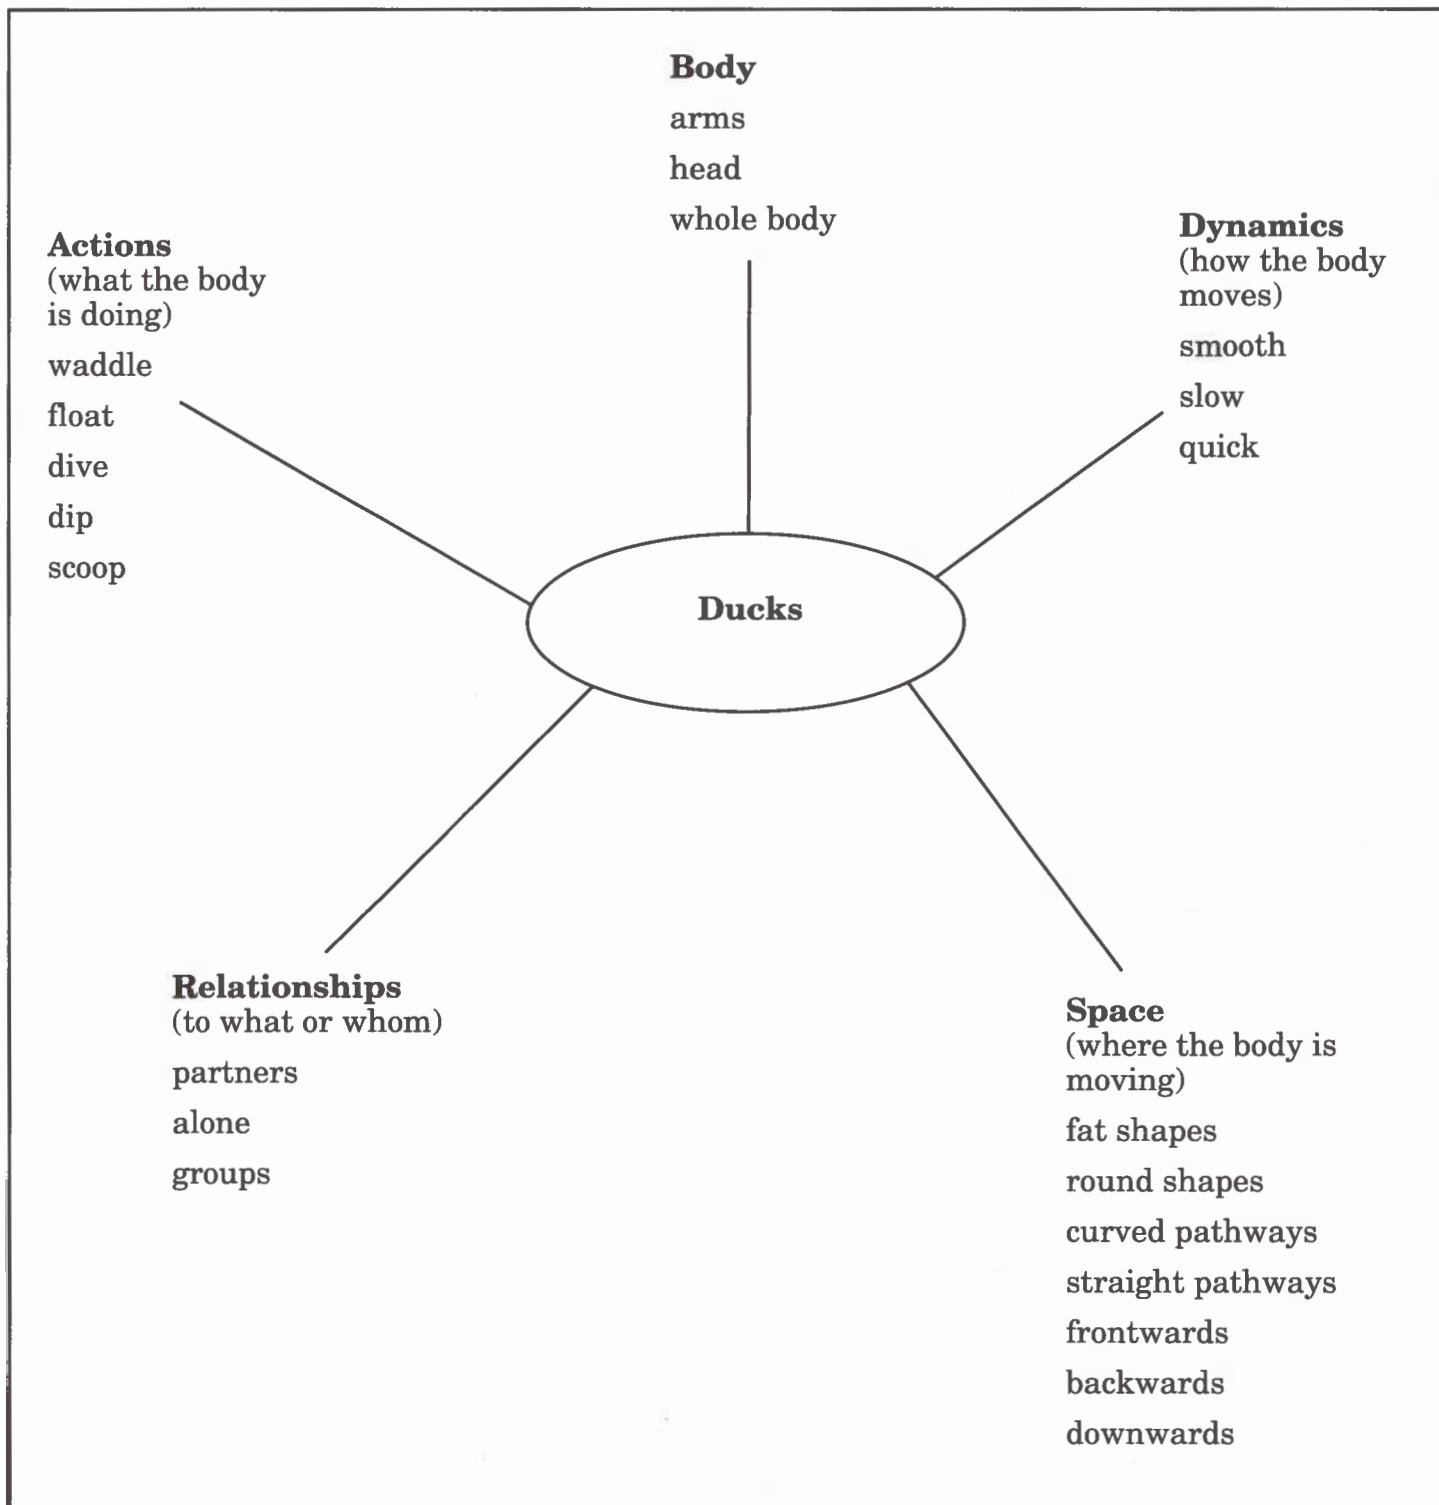 Body
arms
head
whole body
Actions
(what the body
is doing)
waddle
float
dive
dip
scoop
Dynamics
(how the body
moves)
smooth
slow
quick
Ducks
Relationships
(to what or whom)
partners
alone
groups
Space
(where the body is
moving)
fat shapes
round shapes
curved pathways
straight pathways
frontwards
backwards
downwards